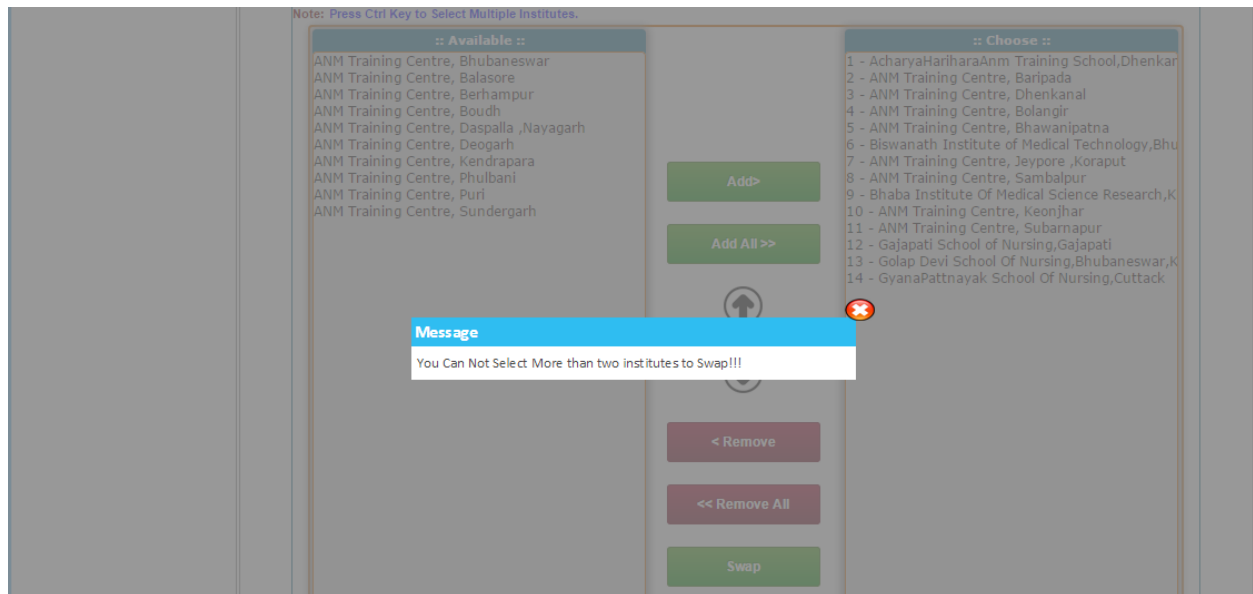 Note: Press Ctrl Key to Select Multiple Institutes.
:: Available ::
ANM Training Centre, Bhubaneswar
ANM Training Centre, Balasore
ANM Training Centre, Berhampur
ANM Training Centre, Boudh
ANM Training Centre, Daspalla ,Nayagarh
ANM Training Centre, Deogarh
ANM Training Centre, Kendrapara
ANM Training Centre, Phulbani
ANM Training Centre, Puri
ANM Training Centre, Sundergarh
Add>
Add All >>
< Remove
<< Remove All
Swap
:: Choose ::
1 - AcharyaHariharaAnm Training School,Dhenkar
2 - ANM Training Centre, Baripada
3 - ANM Training Centre, Dhenkanal
4 - ANM Training Centre, Bolangir
5 - ANM Training Centre, Bhawanipatna
6 - Biswanath Institute of Medical Technology,Bhu
7 - ANM Training Centre, Jeypore ,Koraput
8 - ANM Training Centre, Sambalpur
9 - Bhaba Institute Of Medical Science Research,K
10 - ANM Training Centre, Keonjhar
11 - ANM Training Centre, Subarnapur
12 - Gajapati School of Nursing,Gajapati
13 - Golap Devi School Of Nursing,Bhubaneswar,K
14 - GyanaPattnayak School Of Nursing,Cuttack
Message
You Can Not Select More than two institutes to Swap!!!